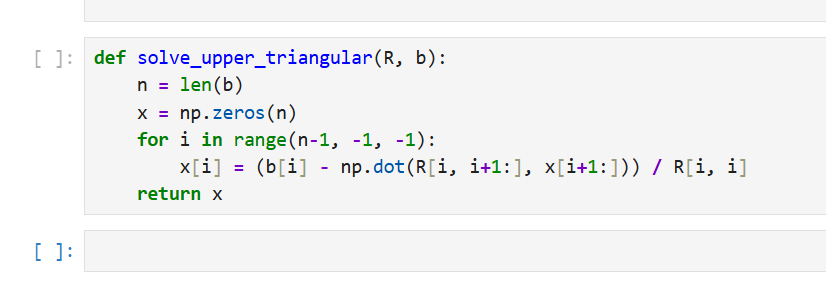 [ ]: def solve_upper_triangular(R, b):
    n = len(b)
    x = np.zeros(n)
    for i in range(n-1, -1, -1):
        x[i] = (b[i] - np.dot(R[i, i+1:], x[i+1:])) / R[i, i]
    return x
[ ]: